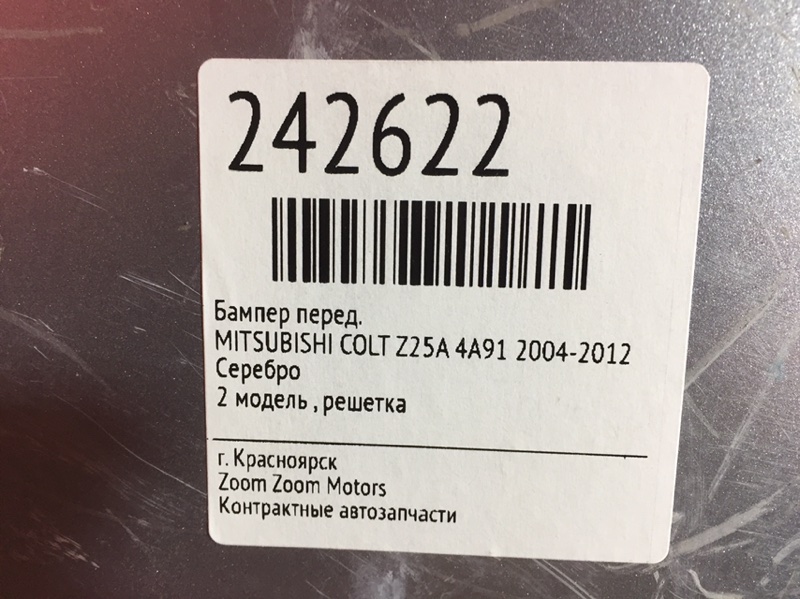 242622
Бампер перед.
MITSUBISHI COLT Z25A 4A91 2004-2012
Серебро
2 модель , решетка
г. Красноярск
Zoom Zoom Motors
Контрактные автозапчасти